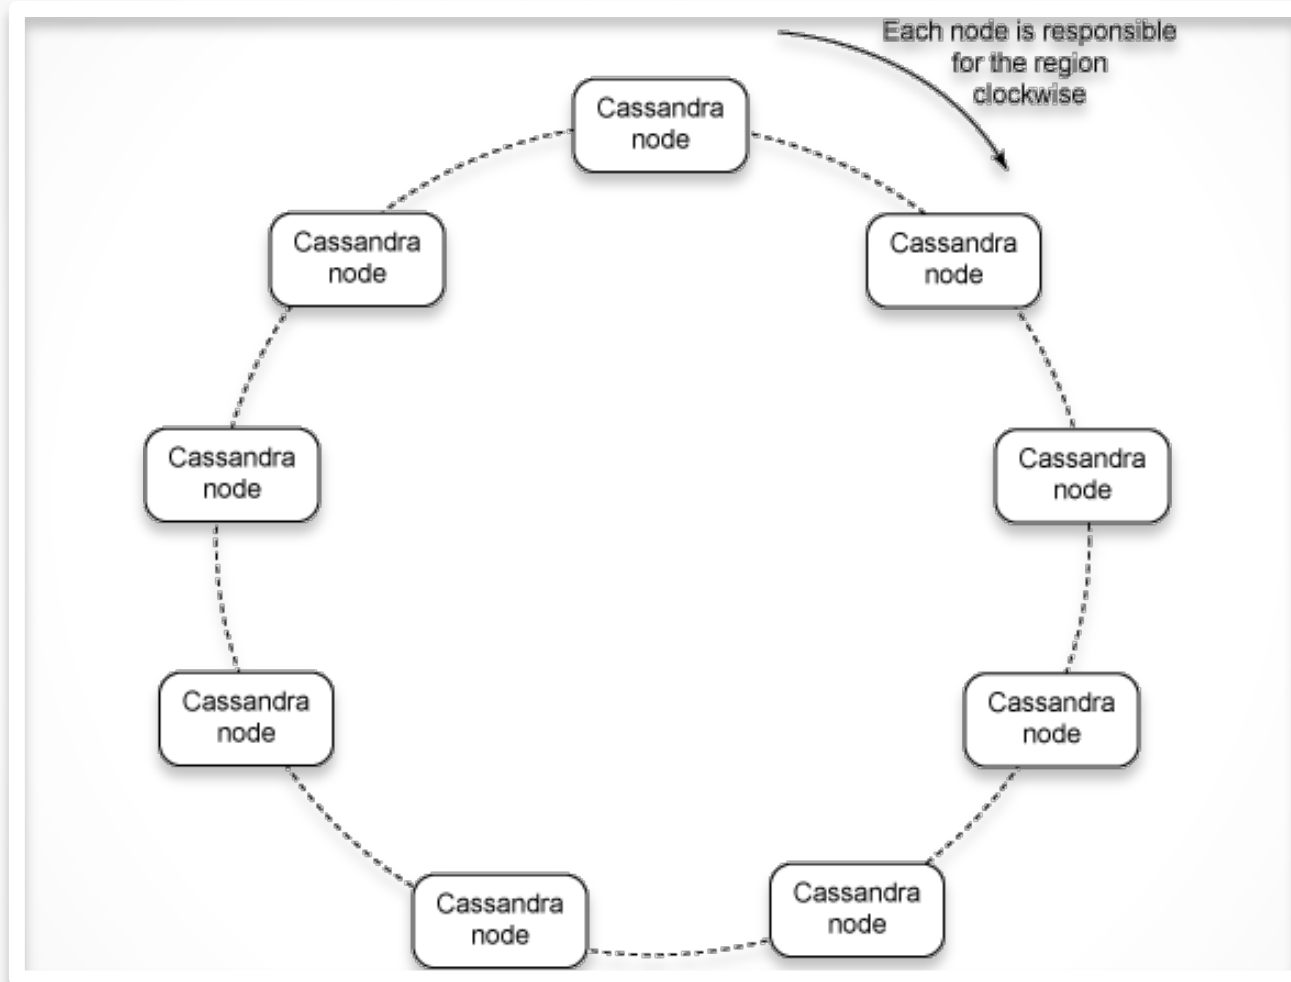 Each node is responsible
for the region
clockwise
Cassandra
node
Cassandra
node
Cassandra
node
Cassandra
node
Cassandra
node
Cassandra
node
Cassandra
node
Cassandra
node
Cassandra
node